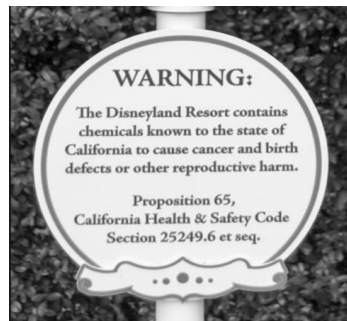 WARNING:
The Disneyland Resort contains
chemicals known to the state of
California to cause cancer and birth
defects or other reproductive harm.
Proposition 65,
California Health & Safety Code
Section 25249.6 et seq.